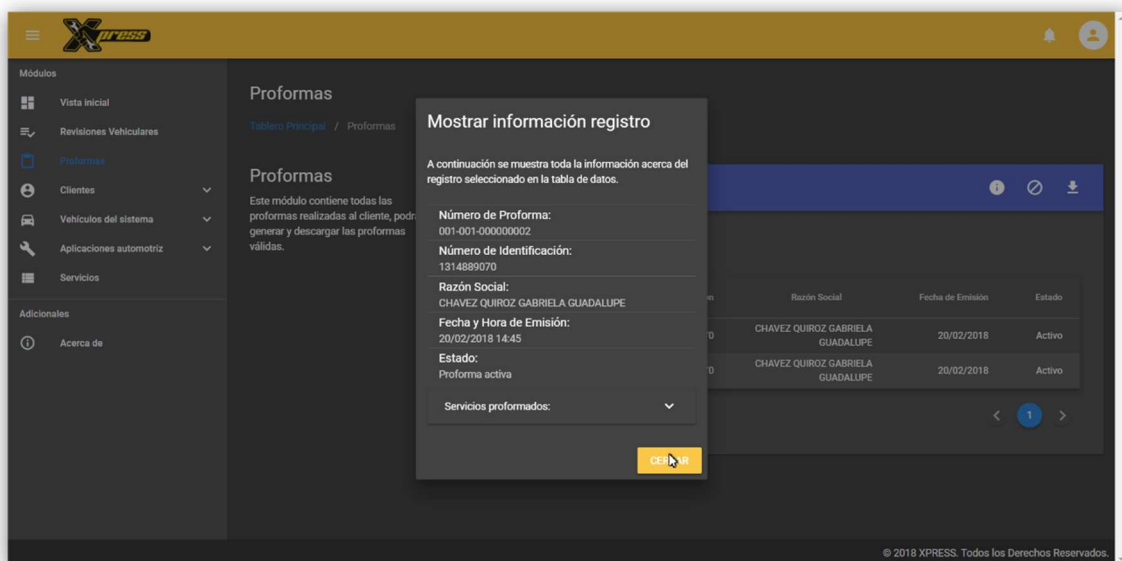 Xpress
Módulos
Vista inicial
Revisiones Vehiculares
Proformas
Clientes
Vehículos del sistema
Aplicaciones automotriz
Servicios
Adicionales
Acerca de
Proformas
Tablero Principal / Proformas
Proformas
Este módulo contiene todas las
proformas realizadas al cliente,
generar y descargar las proformas
válidas.
Mostrar información registro
A continuación se muestra toda la información acerca del
registro seleccionado en la tabla de datos.
Número de Proforma:
001-001-000000002
Número de Identificación:
1314889070
Razón Social:
CHAVEZ QUIROZ GABRIELA GUADALUPE
Fecha y Hora de Emisión:
20/02/2018 14:45
Estado:
Proforma activa
Servicios proformados:
CERRAR
Razón Social Fecha de Emisión Estado
CHAVEZ QUIROZ GABRIELA
GUADALUPE 20/02/2018 Activo
CHAVEZ QUIROZ GABRIELA
GUADALUPE 20/02/2018 Activo
1
© 2018 XPRESS. Todos los Derechos Reservados.